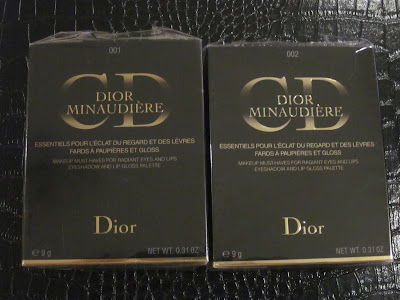 001
CD
DIOR
MINAUDIÈRE
ESSENTIELS POUR L'ÉCLAT DU REGARD ET DES LÈVRES
FARDS À PAUPIÈRES ET GLOSS
MAKEUP MUST-HAVES FOR RADIANT EYES AND LIPS
EYESHADOW AND LIP GLOSS PALETTE
Dior
℮ 9 g NET WT. 0.31 OZ.
002
CD
DIOR
MINAUDIÈRE
ESSENTIELS POUR L'ÉCLAT DU REGARD ET DES LÈVRES
FARDS À PAUPIÈRES ET GLOSS
MAKEUP MUST-HAVES FOR RADIANT EYES AND LIPS
EYESHADOW AND LIP GLOSS PALETTE
Dior
℮ 9 g NET WT. 0.31 OZ.